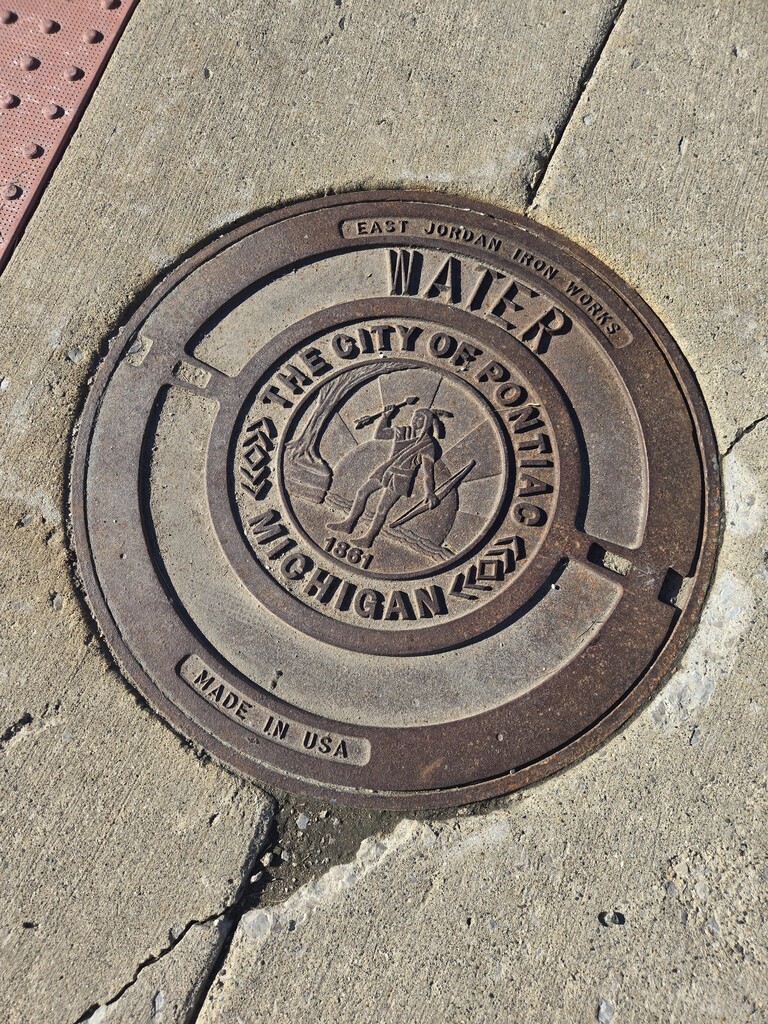 EAST JORDAN IRON WORKS
WATER
THE CITY OF PONTIAC
1861
MICHIGAN
MADE IN USA